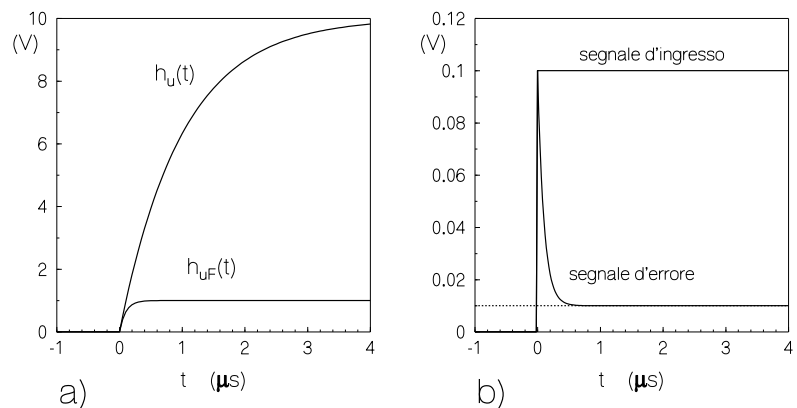 10
(V)
8
6
4
2
0
h_u(t)
h_uF(t)
-1 0 1 2 3 4
t (μs)
a)
(V)
0.12
0.1
0.08
0.06
0.04
0.02
0
segnale d'ingresso
segnale d'errore
-1 0 1 2 3 4
t (μs)
b)